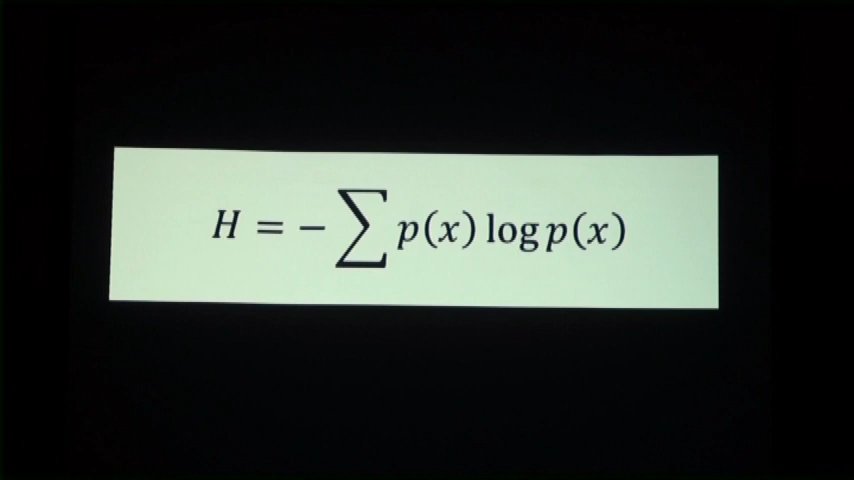 H = − ∑ p(x) log p(x)